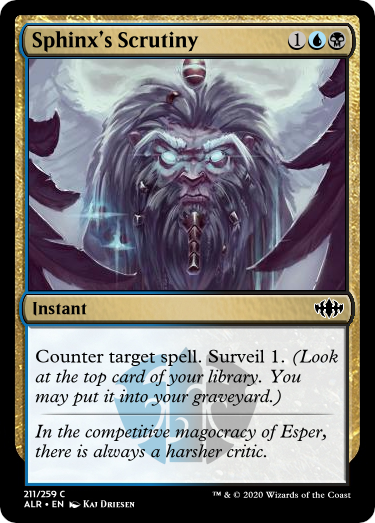 Sphinx's Scrutiny 1
Instant
Counter target spell. Surveil 1. (Look
at the top card of your library. You
may put it into your graveyard.)
In the competitive magocracy of Esper,
there is always a harsher critic.
211/259 C
ALR • EN Kaj Driesen
™ & © 2020 Wizards of the Coast